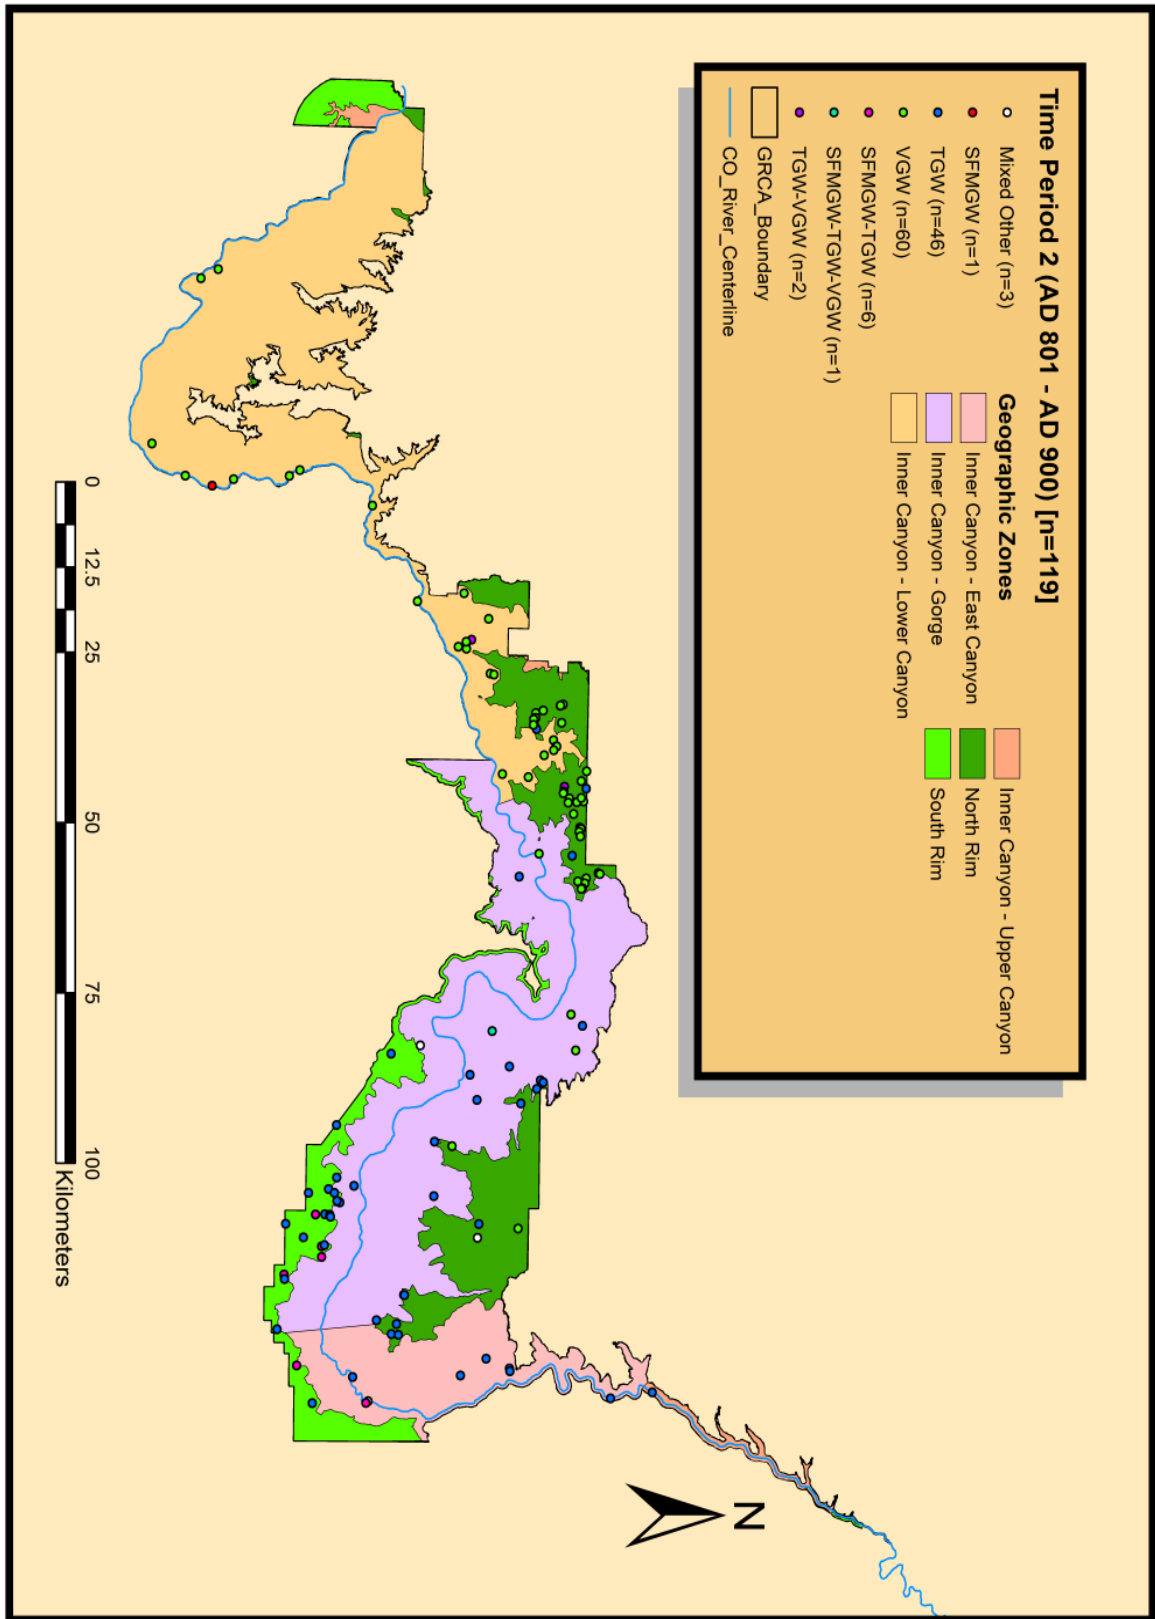 Time Period 2 (AD 801 - AD 900) [n=119]
Mixed Other (n=3)
SFMGW (n=1)
TGW (n=46)
VGW (n=60)
SFMGW-TGW (n=6)
SFMGW-TGW-VGW (n=1)
TGW-VGW (n=2)
GRCA_Boundary
CO_River_Centerline
Geographic Zones
Inner Canyon - East Canyon
Inner Canyon - Gorge
Inner Canyon - Lower Canyon
Inner Canyon - Upper Canyon
North Rim
South Rim
0 12.5 25 50 75 100
Kilometers
N